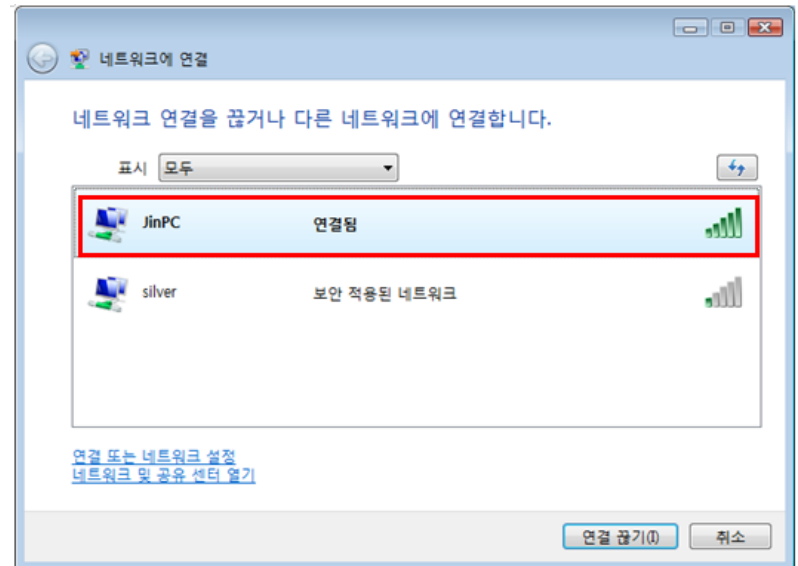 네트워크에 연결
네트워크 연결을 끊거나 다른 네트워크에 연결합니다.
표시 모두
JinPC 연결됨
silver 보안 적용된 네트워크
연결 또는 네트워크 설정
네트워크 및 공유 센터 열기
연결 끊기(I) 취소